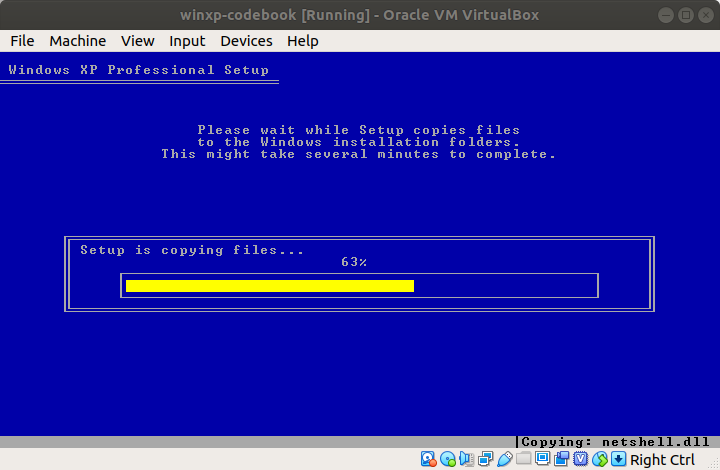 winxp-codebook [Running] - Oracle VM VirtualBox
File Machine View Input Devices Help
Windows XP Professional Setup
Please wait while Setup copies files
to the Windows installation folders.
This might take several minutes to complete.
Setup is copying files...
63%
Copying: netshell.dll
Right Ctrl